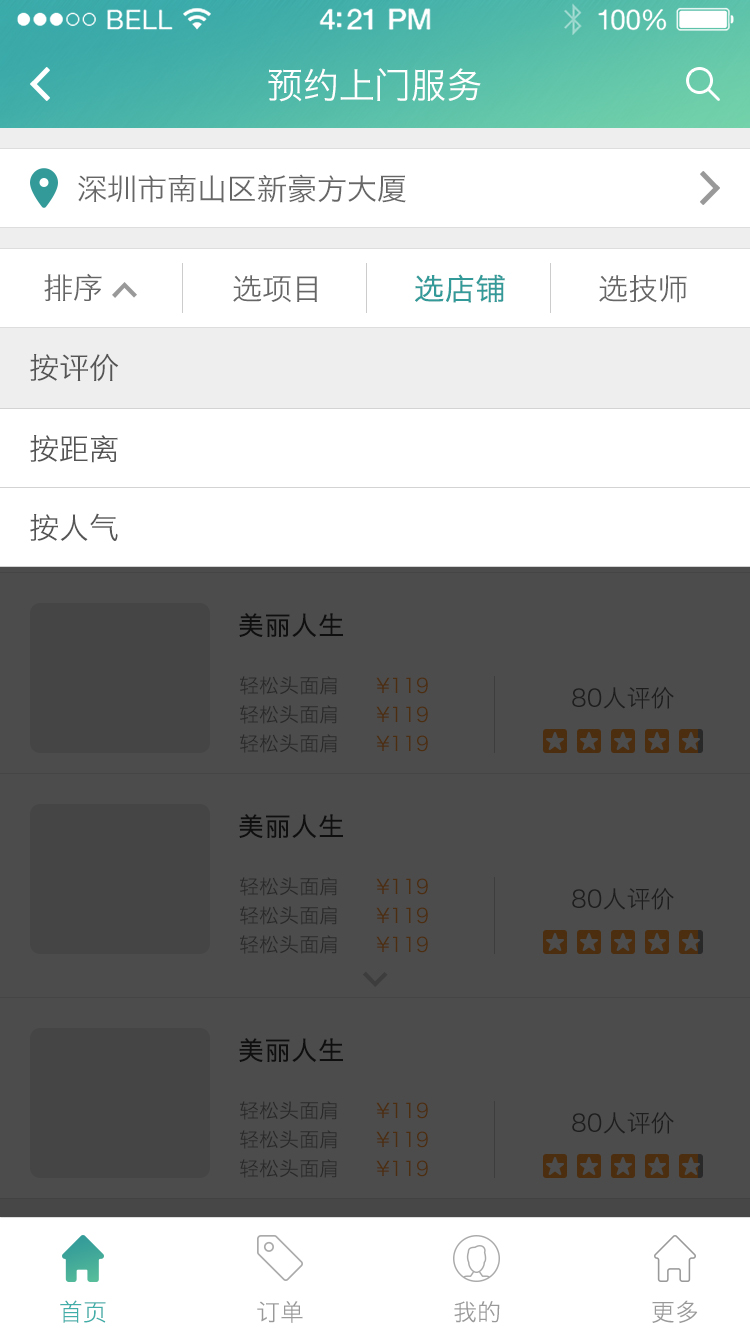 BELL 4:21 PM 100%
预约上门服务
深圳市南山区新豪方大厦
排序 选项目 选店铺 选技师
按评价
按距离
按人气
美丽人生
轻松头面肩 ¥119
轻松头面肩 ¥119
轻松头面肩 ¥119
80人评价
美丽人生
轻松头面肩 ¥119
轻松头面肩 ¥119
轻松头面肩 ¥119
80人评价
美丽人生
轻松头面肩 ¥119
轻松头面肩 ¥119
轻松头面肩 ¥119
80人评价
首页 订单 我的 更多